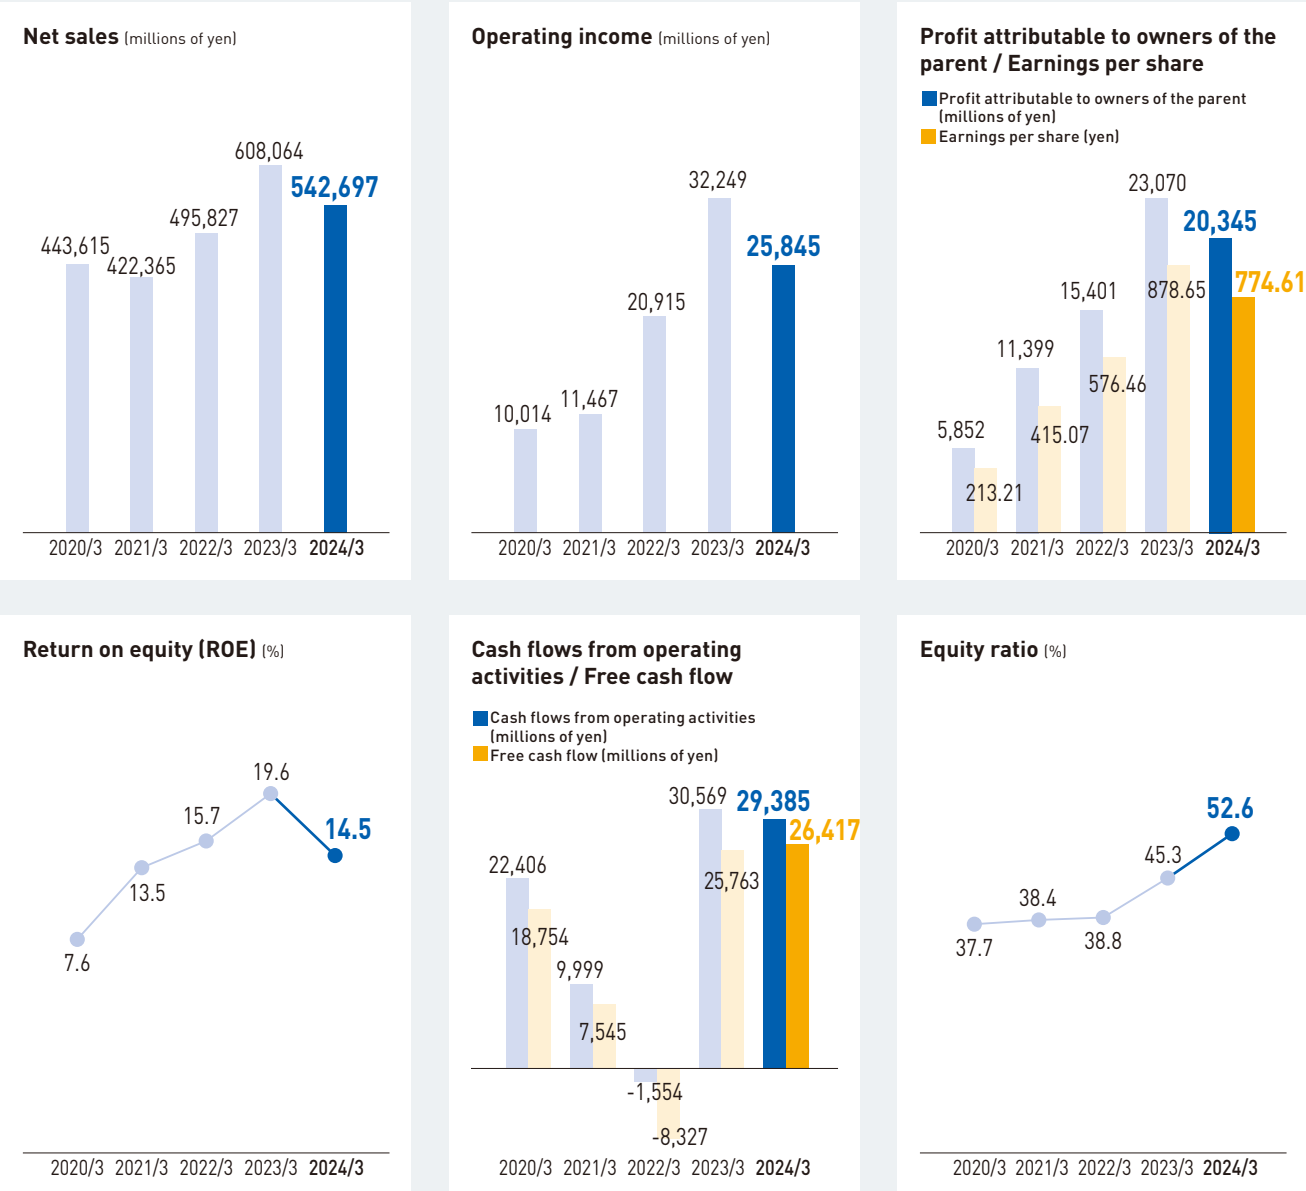 Net sales (millions of yen)
608,064
542,697
495,827
443,615
422,365
2020/3 2021/3 2022/3 2023/3 2024/3
Operating income (millions of yen)
32,249
25,845
20,915
11,467
10,014
2020/3 2021/3 2022/3 2023/3 2024/3
Profit attributable to owners of the
parent / Earnings per share
Profit attributable to owners of the parent
(millions of yen)
Earnings per share (yen)
23,070
20,345
15,401 878.65 774.61
11,399
576.46
5,852 415.07
213.21
2020/3 2021/3 2022/3 2023/3 2024/3
Return on equity (ROE) (%)
19.6
15.7
14.5
13.5
7.6
2020/3 2021/3 2022/3 2023/3 2024/3
Cash flows from operating
activities / Free cash flow
Cash flows from operating activities
(millions of yen)
Free cash flow (millions of yen)
30,569 29,385
26,417
22,406
25,763
18,754
9,999
7,545
-1,554
-8,327
2020/3 2021/3 2022/3 2023/3 2024/3
Equity ratio (%)
52.6
45.3
38.4
37.7 38.8
2020/3 2021/3 2022/3 2023/3 2024/3